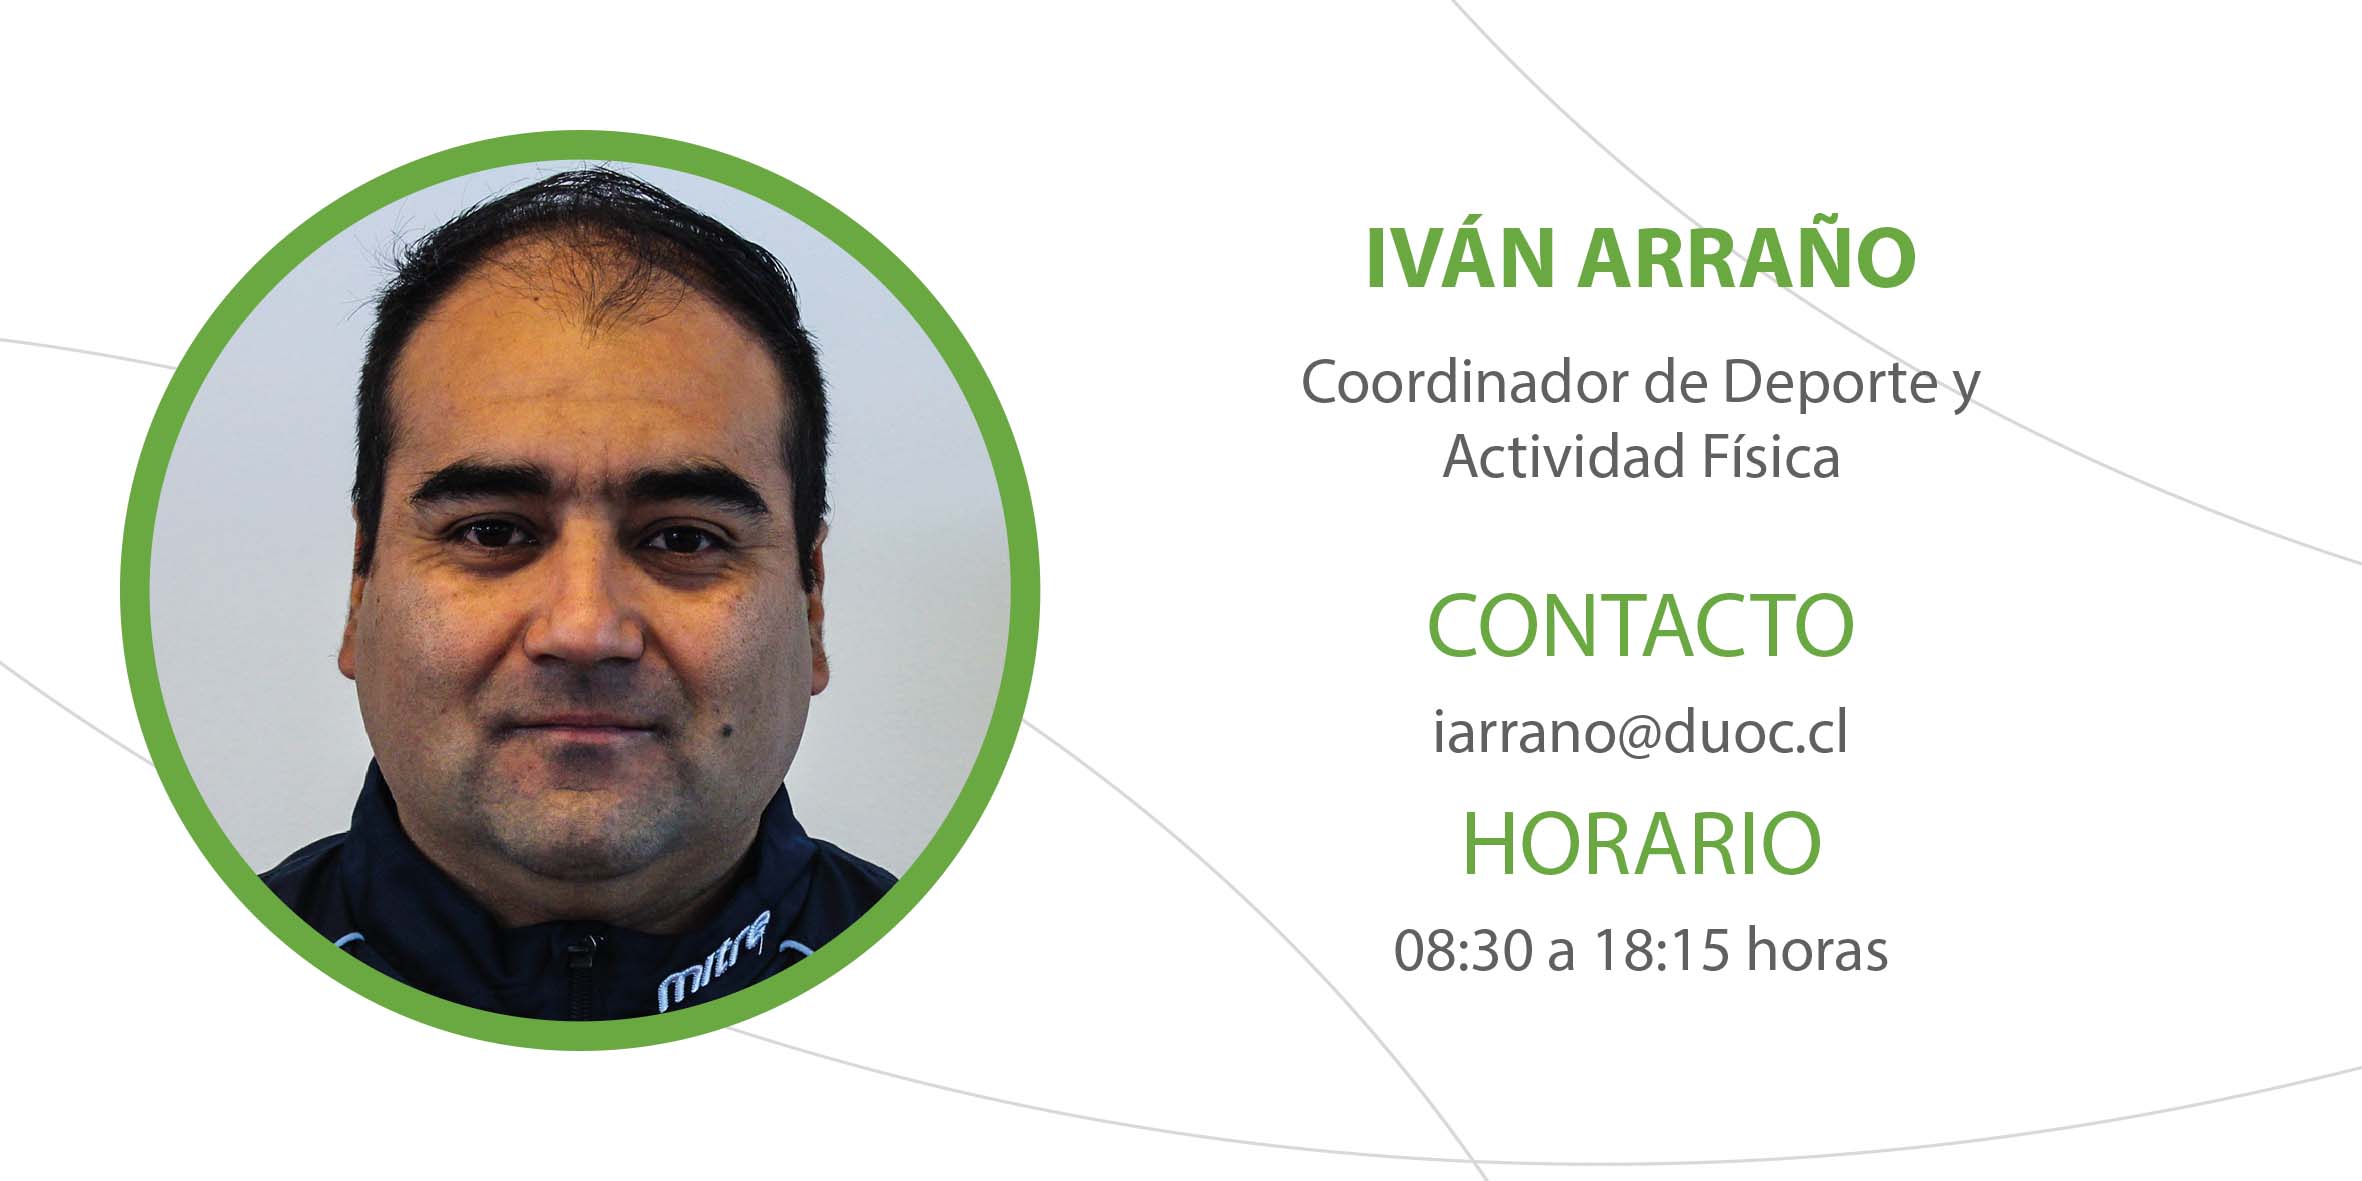 IVÁN ARRAÑO
Coordinador de Deporte y
Actividad Física
CONTACTO
iarrano@duoc.cl
HORARIO
08:30 a 18:15 horas
mitre